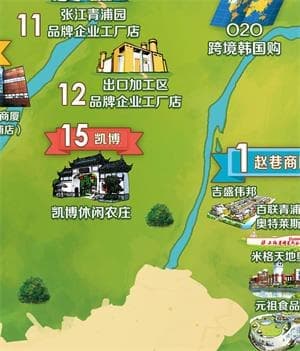 11 张江青浦园
品牌企业工厂店
O2O
跨境韩国购
12 出口加工区
品牌企业工厂店
商厦
店）
15 凯博
1 赵巷商
吉盛伟邦
凯博休闲农庄
百联青浦
奥特莱斯
米格天地奥
元祖食品